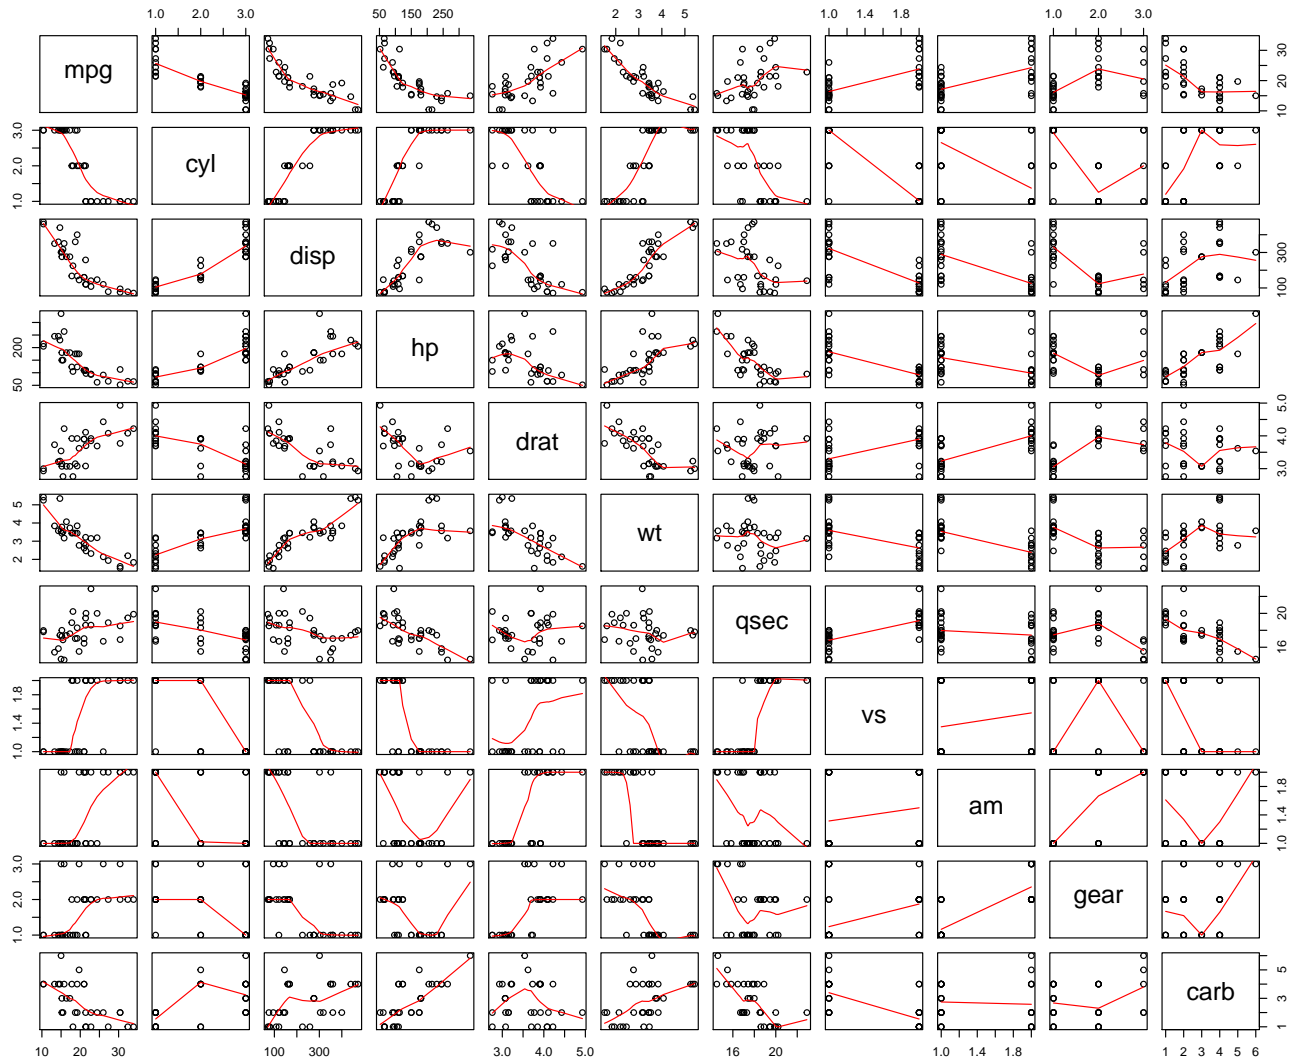 1.0 2.0 3.0 50 150 250 2 3 4 5 1.0 1.4 1.8 1.0 2.0 3.0
mpg 10 20 30
1.0 2.0 3.0 cyl
disp 100 300
50 200 hp
drat 3.0 4.0 5.0
2 3 4 5 wt
qsec 16 20
1.0 1.4 1.8 vs
am 1.0 1.4 1.8
1.0 2.0 3.0 gear
carb 1 3 5
10 20 30 100 300 3.0 4.0 5.0 16 20 1.0 1.4 1.8 1 2 3 4 5 6